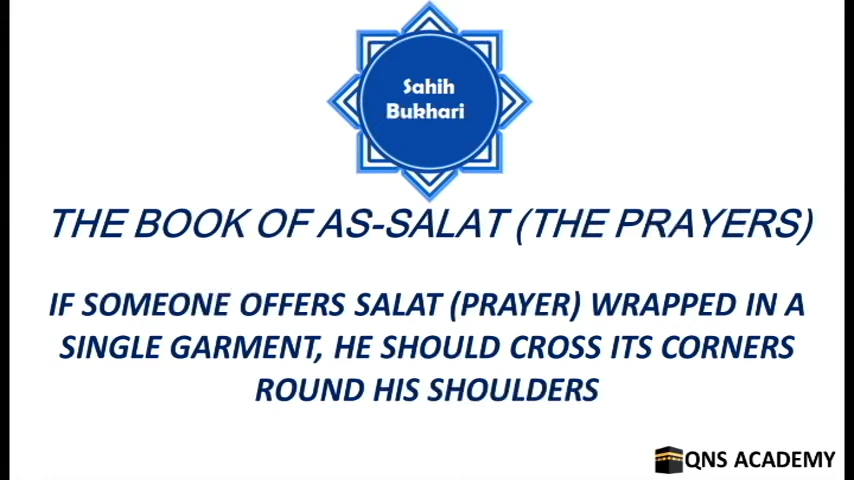 Sahih
Bukhari
THE BOOK OF AS-SALAT (THE PRAYERS)
IF SOMEONE OFFERS SALAT (PRAYER) WRAPPED IN A
SINGLE GARMENT, HE SHOULD CROSS ITS CORNERS
ROUND HIS SHOULDERS
QNS ACADEMY